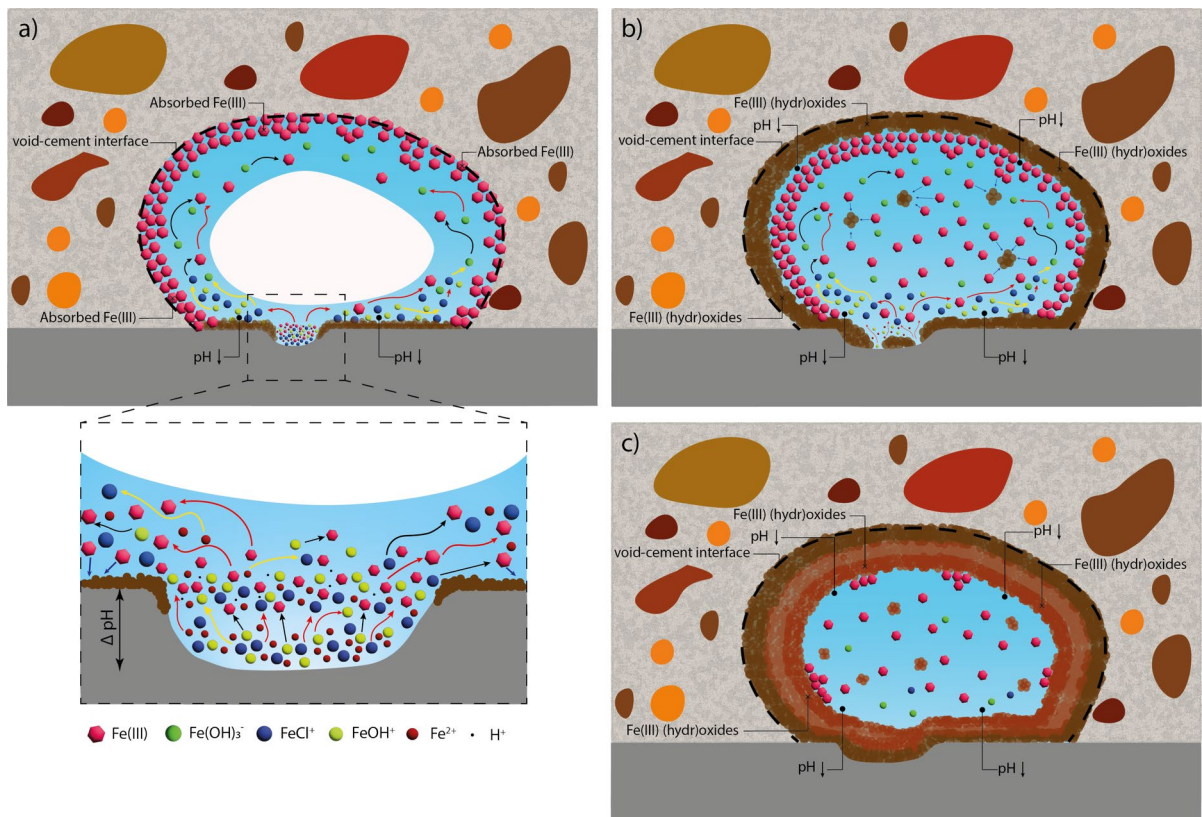 a)
Absorbed Fe(III)
void-cement interface
Absorbed Fe(III)
Absorbed Fe(III)
pH ↓
pH ↓
Δ pH
Fe(III)
Fe(OH)₃⁻
FeCl⁺
FeOH⁺
Fe²⁺
H⁺
b)
Fe(III) (hydr)oxides
pH ↓
pH ↓
void-cement interface
Fe(III) (hydr)oxides
Fe(III) (hydr)oxides
pH ↓
pH ↓
c)
Fe(III) (hydr)oxides
pH ↓
pH ↓
void-cement interface
Fe(III) (hydr)oxides
Fe(III) (hydr)oxides
pH ↓
pH ↓